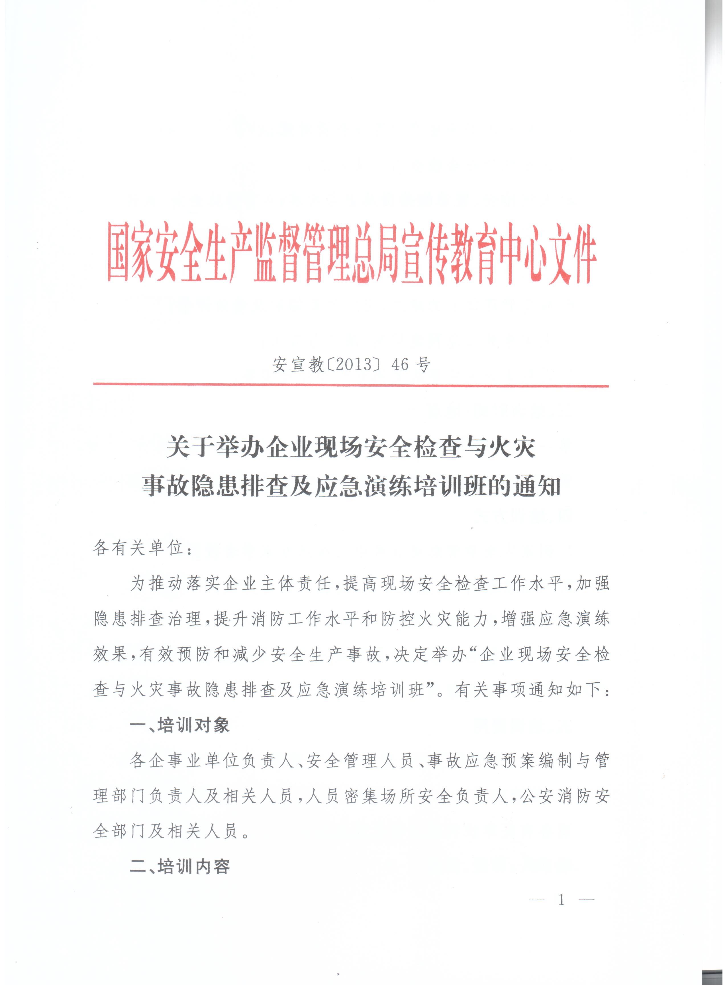 国家安全生产监督管理总局宣传教育中心文件
安宣教〔2013〕46号
关于举办企业现场安全检查与火灾
事故隐患排查及应急演练培训班的通知
各有关单位：
为推动落实企业主体责任，提高现场安全检查工作水平，加强
隐患排查治理，提升消防工作水平和防控火灾能力，增强应急演练
效果，有效预防和减少安全生产事故，决定举办“企业现场安全检
查与火灾事故隐患排查及应急演练培训班”。有关事项通知如下：
一、培训对象
各企事业单位负责人、安全管理人员、事故应急预案编制与管
理部门负责人及相关人员，人员密集场所安全负责人，公安消防安
全部门及相关人员。
二、培训内容
— 1 —